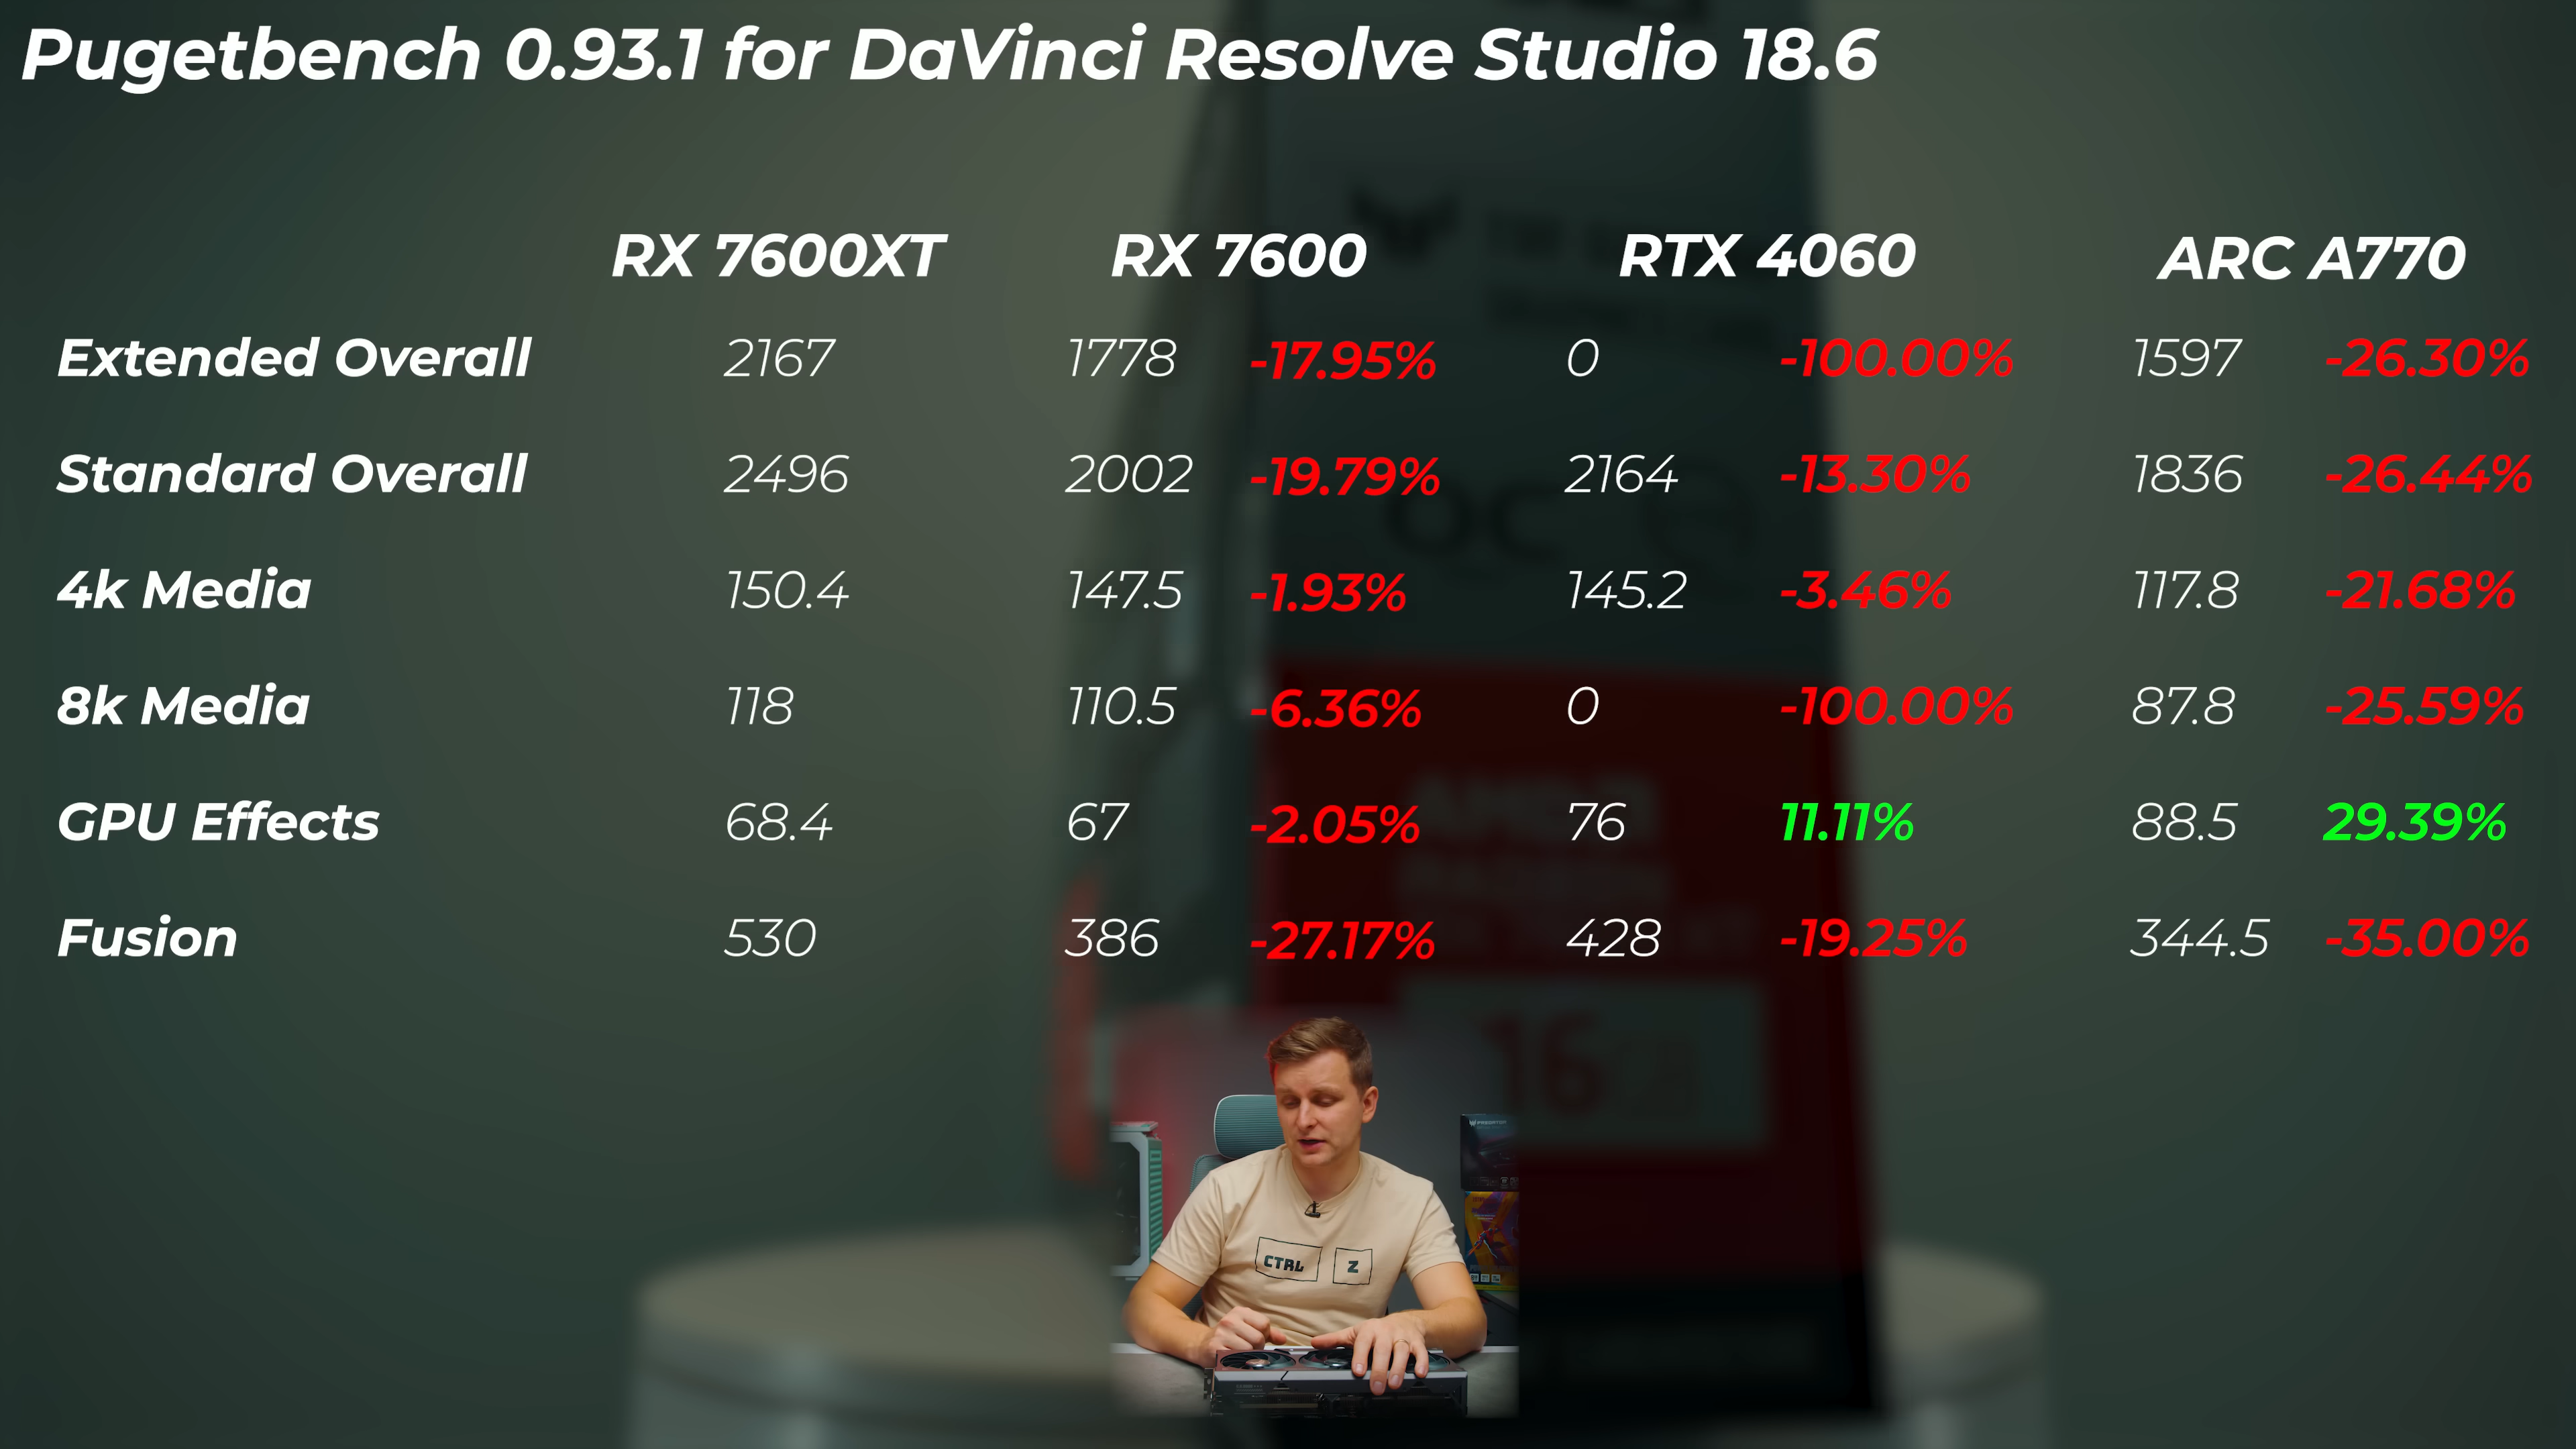 Pugetbench 0.93.1 for DaVinci Resolve Studio 18.6
RX 7600XT RX 7600 RTX 4060 ARC A770
Extended Overall 2167 1778 -17.95% 0 -100.00% 1597 -26.30%
Standard Overall 2496 2002 -19.79% 2164 -13.30% 1836 -26.44%
4k Media 150.4 147.5 -1.93% 145.2 -3.46% 117.8 -21.68%
8k Media 118 110.5 -6.36% 0 -100.00% 87.8 -25.59%
GPU Effects 68.4 67 -2.05% 76 11.11% 88.5 29.39%
Fusion 530 386 -27.17% 428 -19.25% 344.5 -35.00%
OC
AMD
RADEON
16
PREDATOR
CTRL Z